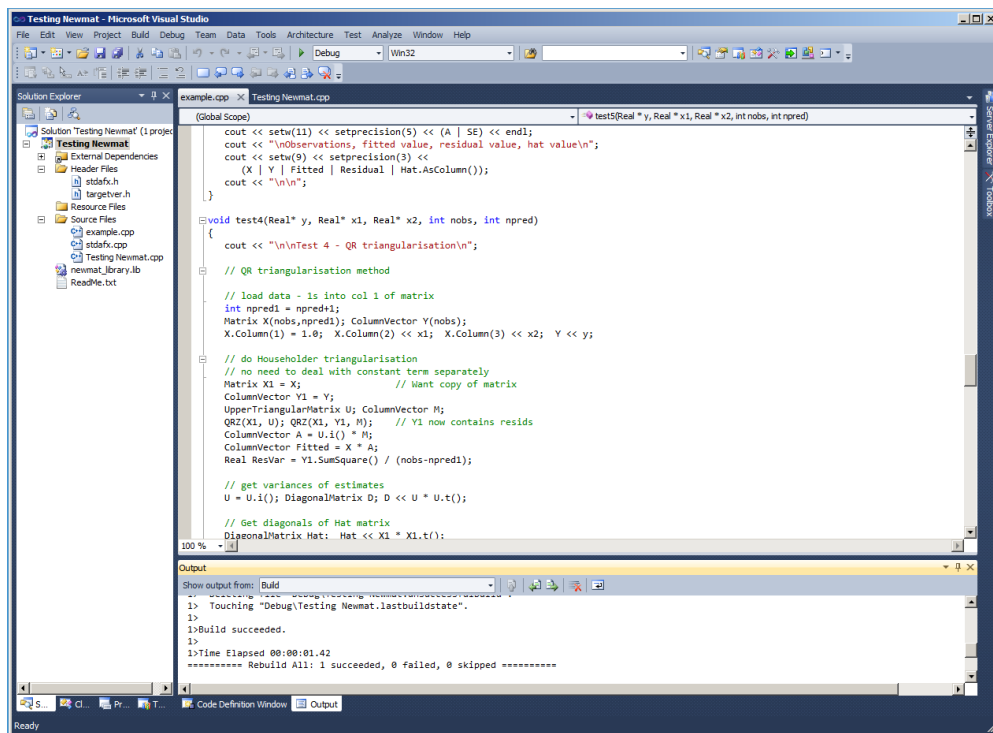 Testing Newmat - Microsoft Visual Studio
File Edit View Project Build Debug Team Data Tools Architecture Test Analyze Window Help
Debug Win32
Solution Explorer
example.cpp Testing Newmat.cpp
(Global Scope) test5(Real * y, Real * x1, Real * x2, int nobs, int npred)
Solution 'Testing Newmat' (1 projec
Testing Newmat
External Dependencies
Header Files
stdafx.h
targetver.h
Resource Files
Source Files
example.cpp
stdafx.cpp
Testing Newmat.cpp
newmat_library.lib
ReadMe.txt
cout << setw(11) << setprecision(5) << (A | SE) << endl;
cout << "\nObservations, fitted value, residual value, hat value\n";
cout << setw(9) << setprecision(3) <<
(X | Y | Fitted | Residual | Hat.AsColumn());
cout << "\n\n";
}
void test4(Real* y, Real* x1, Real* x2, int nobs, int npred)
{
cout << "\n\nTest 4 - QR triangularisation\n";
// QR triangularisation method
// load data - 1s into col 1 of matrix
int npred1 = npred+1;
Matrix X(nobs,npred1); ColumnVector Y(nobs);
X.Column(1) = 1.0; X.Column(2) << x1; X.Column(3) << x2; Y << y;
// do Householder triangularisation
// no need to deal with constant term separately
Matrix X1 = X; // Want copy of matrix
ColumnVector Y1 = Y;
UpperTriangularMatrix U; ColumnVector M;
QRZ(X1, U); QRZ(X1, Y1, M); // Y1 now contains resids
ColumnVector A = U.i() * M;
ColumnVector Fitted = X * A;
Real ResVar = Y1.SumSquare() / (nobs-npred1);
// get variances of estimates
U = U.i(); DiagonalMatrix D; D << U * U.t();
// Get diagonals of Hat matrix
DiagonalMatrix Hat; Hat << X1 * X1.t();
100 %
Server Explorer
Toolbox
Output
Show output from: Build
1> Touching "Debug\Testing Newmat.lastbuildstate".
1>
1>Build succeeded.
1>
1>Time Elapsed 00:00:01.42
========== Rebuild All: 1 succeeded, 0 failed, 0 skipped ==========
S... Cl... Pr... T... Code Definition Window Output
Ready